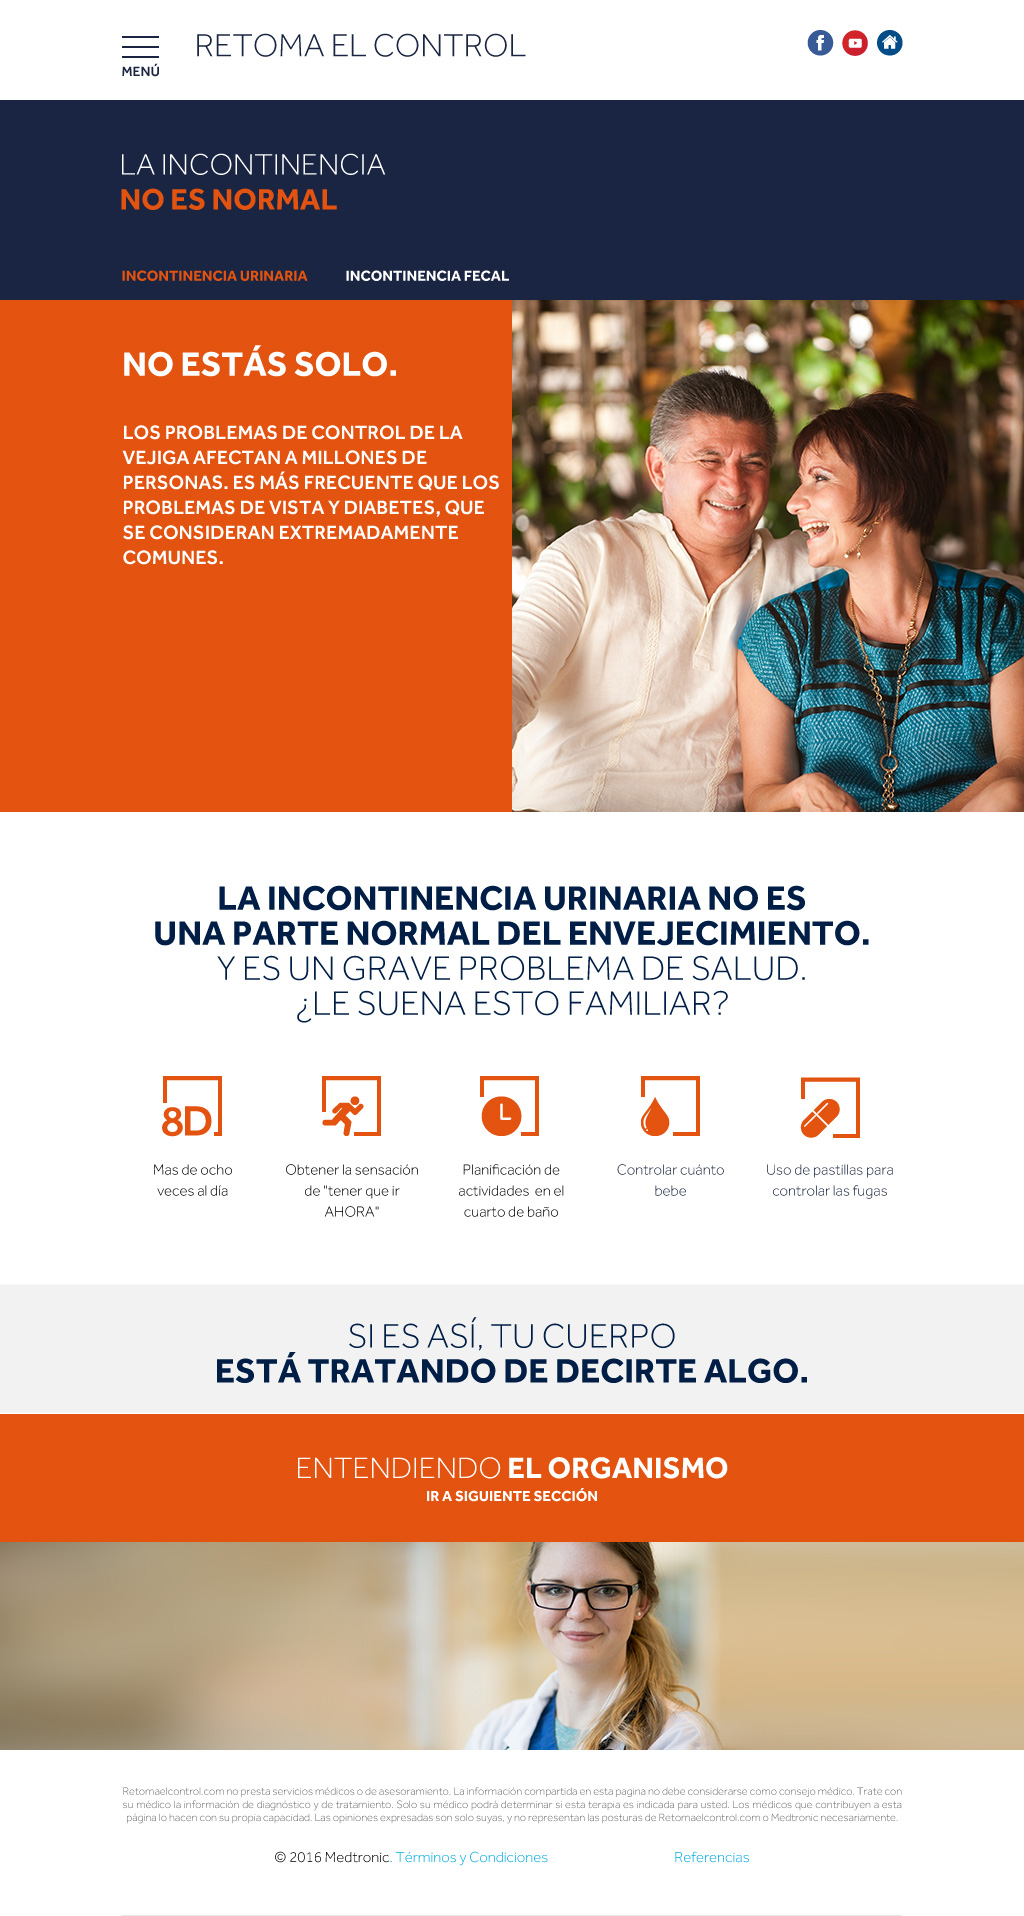 MENÚ
RETOMA EL CONTROL
LA INCONTINENCIA
NO ES NORMAL
INCONTINENCIA URINARIA
INCONTINENCIA FECAL
NO ESTÁS SOLO.
LOS PROBLEMAS DE CONTROL DE LA
VEJIGA AFECTAN A MILLONES DE
PERSONAS. ES MÁS FRECUENTE QUE LOS
PROBLEMAS DE VISTA Y DIABETES, QUE
SE CONSIDERAN EXTREMADAMENTE
COMUNES.
LA INCONTINENCIA URINARIA NO ES
UNA PARTE NORMAL DEL ENVEJECIMIENTO.
Y ES UN GRAVE PROBLEMA DE SALUD.
¿LE SUENA ESTO FAMILIAR?
8D
Mas de ocho
veces al día
Obtener la sensación
de "tener que ir
AHORA"
Planificación de
actividades en el
cuarto de baño
Controlar cuánto
bebe
Uso de pastillas para
controlar las fugas
SI ES ASÍ, TU CUERPO
ESTÁ TRATANDO DE DECIRTE ALGO.
ENTENDIENDO EL ORGANISMO
IR A SIGUIENTE SECCIÓN
Retomaelcontrol.com no presta servicios médicos o de asesoramiento. La información compartida en esta pagina no debe considerarse como consejo médico. Trate con
su médico la información de diagnóstico y de tratamiento. Solo su médico podrá determinar si esta terapia es indicada para usted. Los médicos que contribuyen a esta
página lo hacen con su propia capacidad. Las opiniones expresadas son solo suyas, y no representan las posturas de Retomaelcontrol.com o Medtronic necesariamente.
© 2016 Medtronic. Términos y Condiciones
Referencias